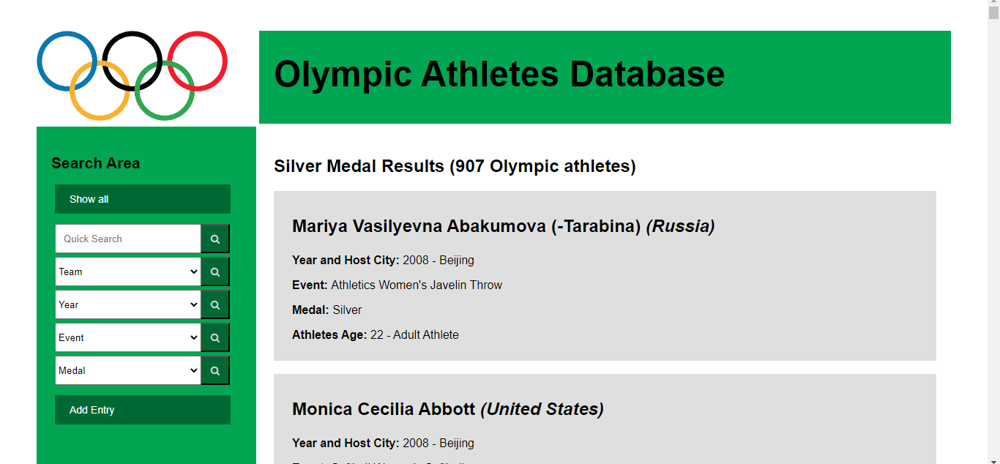 Olympic Athletes Database
Search Area
Show all
Quick Search
Team
Year
Event
Medal
Add Entry
Silver Medal Results (907 Olympic athletes)
Mariya Vasilyevna Abakumova (-Tarabina) (Russia)
Year and Host City: 2008 - Beijing
Event: Athletics Women's Javelin Throw
Medal: Silver
Athletes Age: 22 - Adult Athlete
Monica Cecilia Abbott (United States)
Year and Host City: 2008 - Beijing